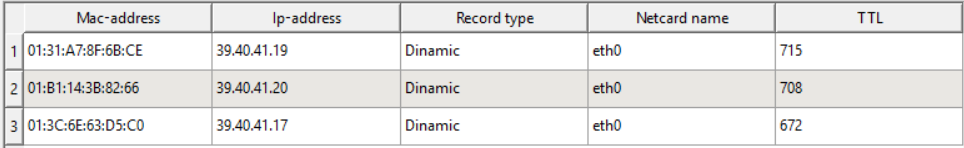 Mac-address Ip-address Record type Netcard name TTL
1 01:31:A7:8F:6B:CE 39.40.41.19 Dinamic eth0 715
2 01:B1:14:3B:82:66 39.40.41.20 Dinamic eth0 708
3 01:3C:6E:63:D5:C0 39.40.41.17 Dinamic eth0 672